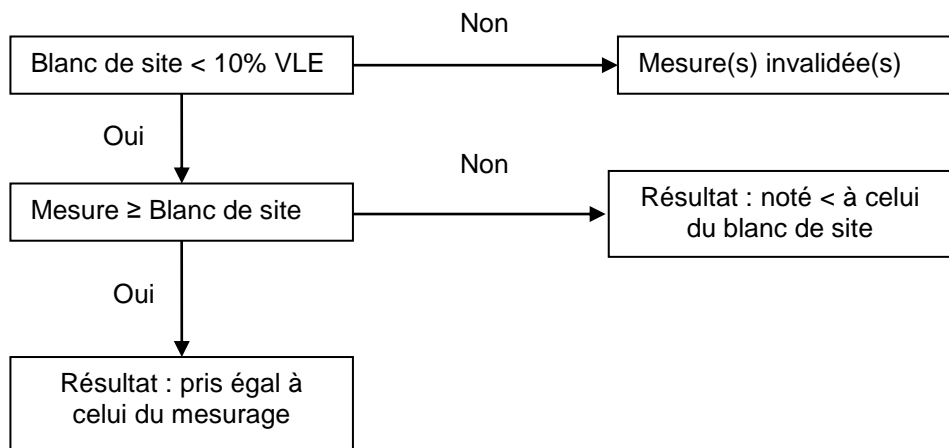 Non
Blanc de site < 10% VLE
Mesure(s) invalidée(s)
Oui
Non
Mesure ≥ Blanc de site
Résultat : noté < à celui
du blanc de site
Oui
Résultat : pris égal à
celui du mesurage